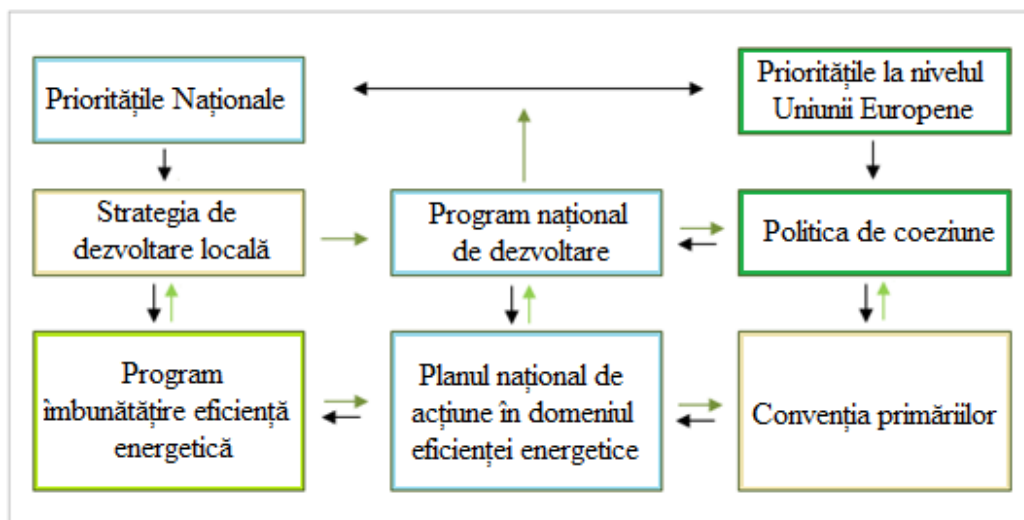 Prioritățile Naționale
Prioritățile la nivelul
Uniunii Europene
Strategia de
dezvoltare locală
Program național
de dezvoltare
Politica de coeziune
Program
îmbunătățire eficiență
energetică
Planul național de
acțiune în domeniul
eficienței energetice
Convenția primăriilor